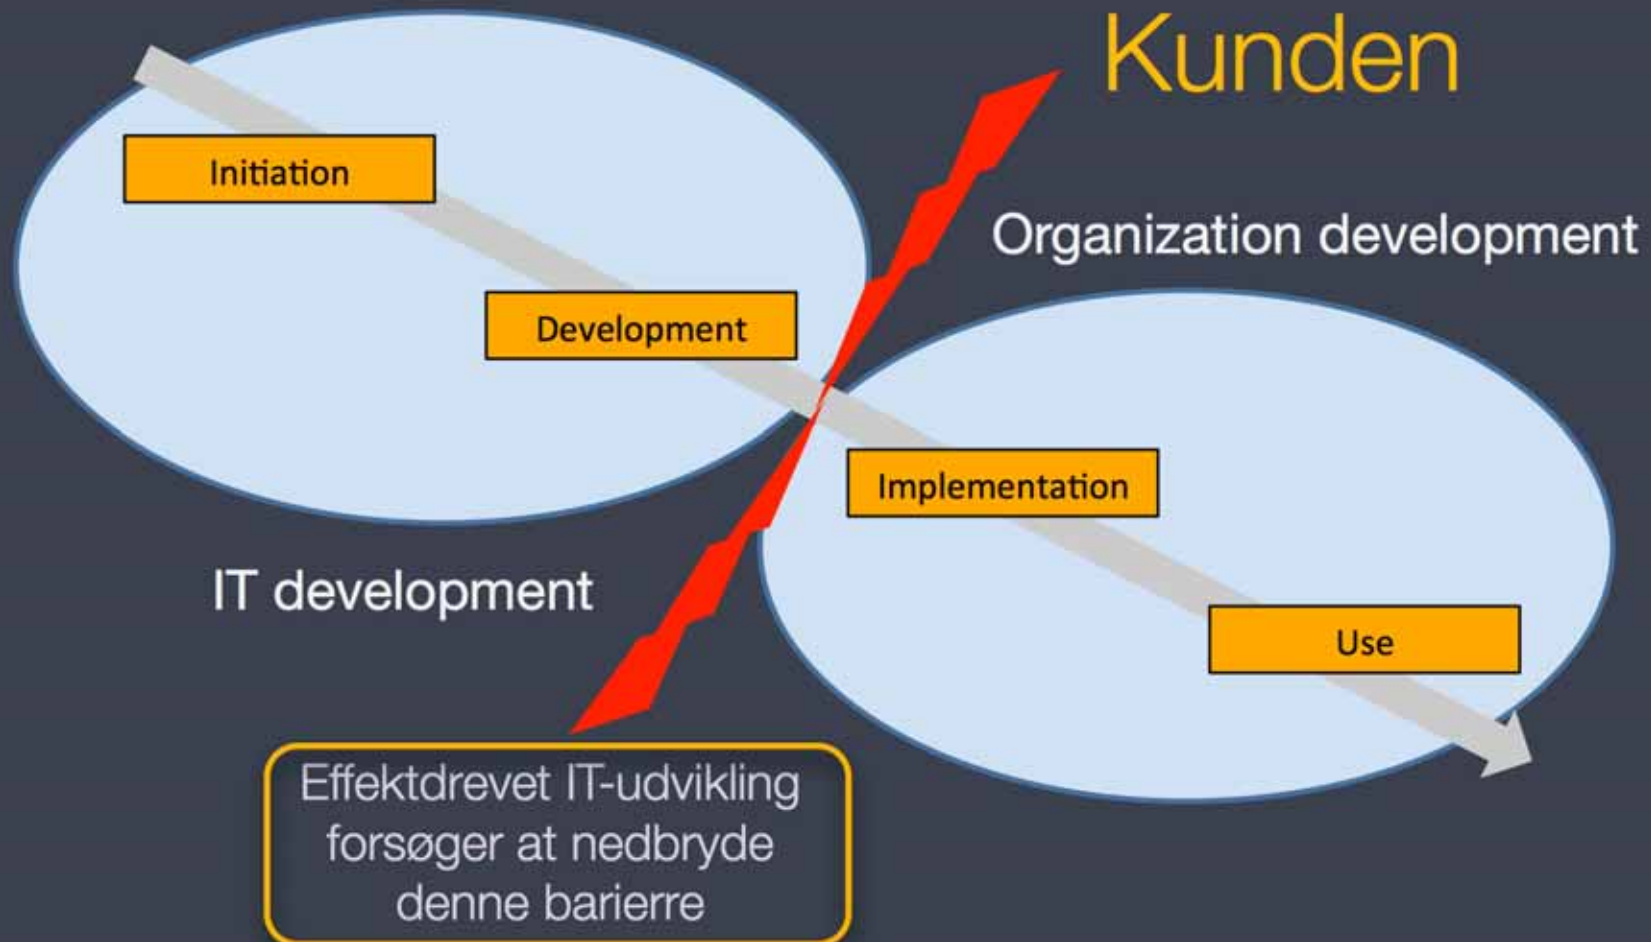 Kunden
Initiation
Organization development
Development
Implementation
IT development
Use
Effektdrevet IT-udvikling
forsøger at nedbryde
denne barierre